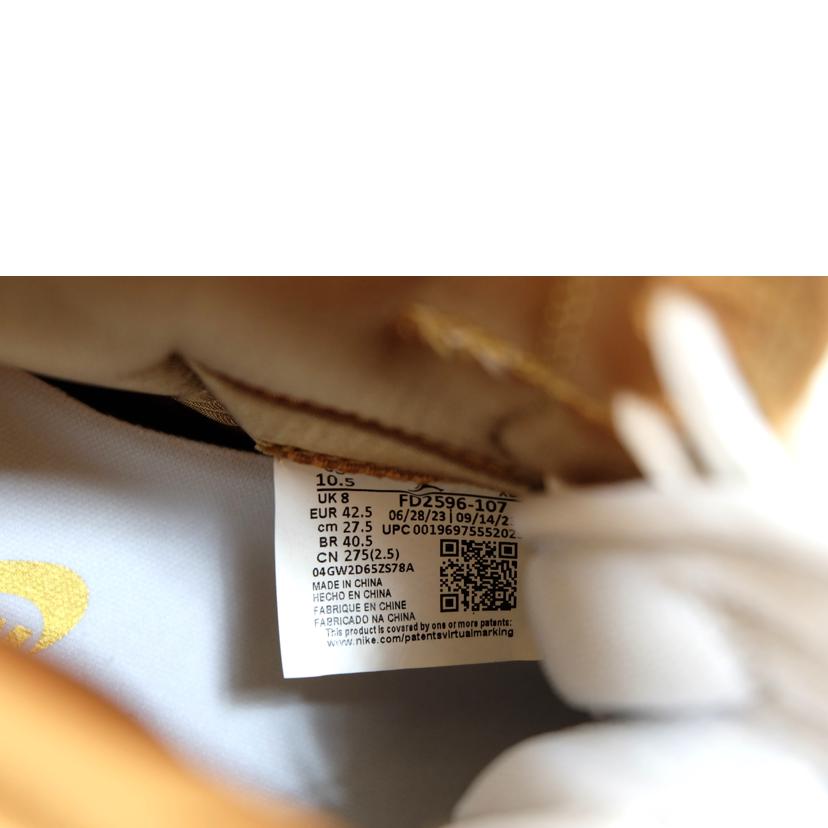 10.5
UK 8
FD2596-107
EUR 42.5
06/28/23 | 09/14/2
cm 27.5
UPC 0019697555202
BR 40.5
CN 275(2.5)
04GW2D65ZS78A
MADE IN CHINA
HECHO EN CHINA
FABRIQUE EN CHINE
FABRICADO NA CHINA
This product is covered by one or more patents:
www.nike.com/patentsvirtualmarking